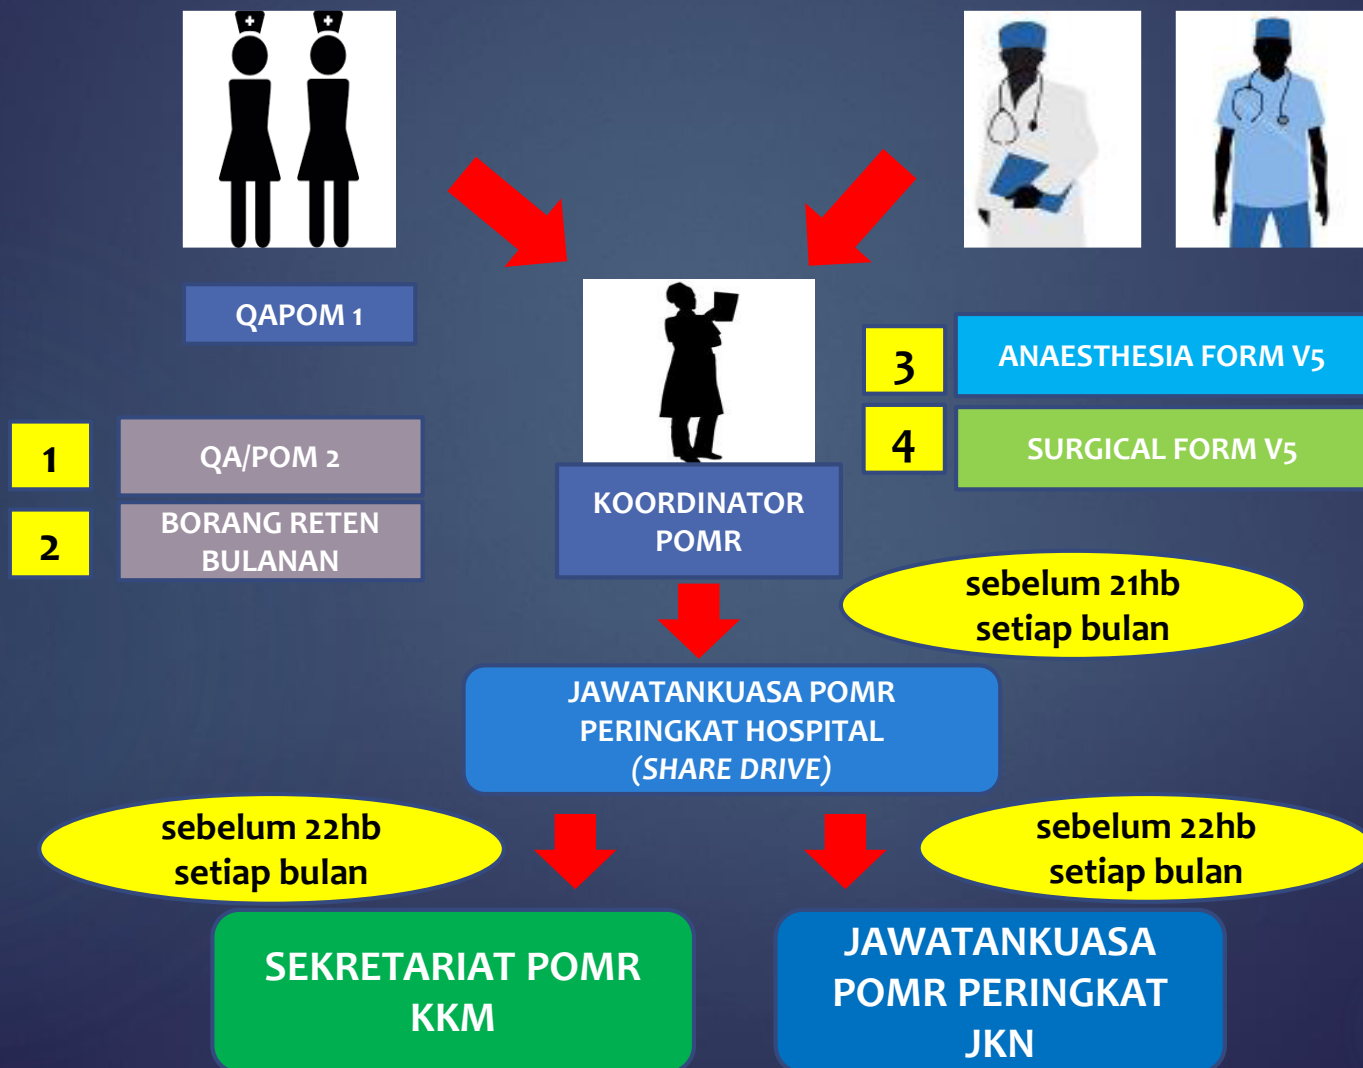 QAPOM 1
1
QA/POM 2
2
BORANG RETEN
BULANAN
KOORDINATOR
POMR
3
ANAESTHESIA FORM V5
4
SURGICAL FORM V5
sebelum 21hb
setiap bulan
JAWATANKUASA POMR
PERINGKAT HOSPITAL
(SHARE DRIVE)
sebelum 22hb
setiap bulan
sebelum 22hb
setiap bulan
SEKRETARIAT POMR
KKM
JAWATANKUASA
POMR PERINGKAT
JKN